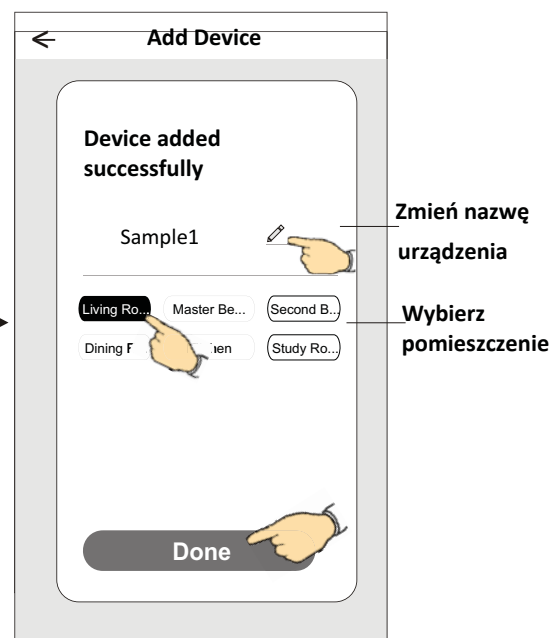 Add Device
Device added
successfully
Sample1
Zmień nazwę
urządzenia
Living Ro... Master Be... Second B...
Dining Study Ro...
Wybierz
pomieszczenie
Done